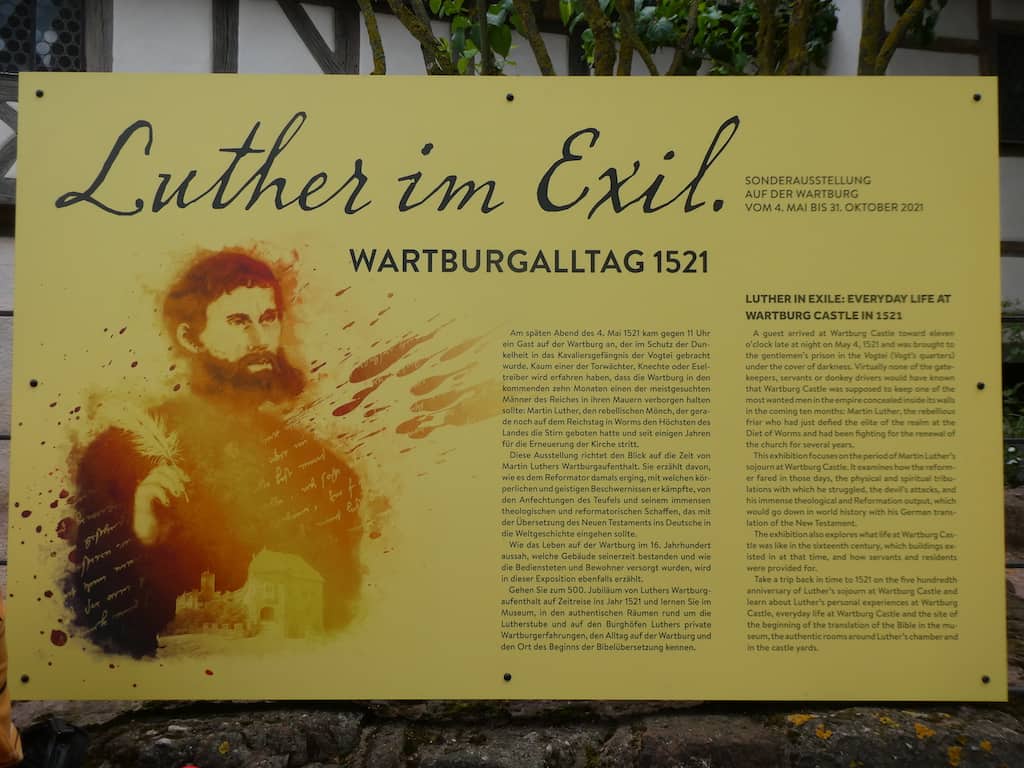 Luther im Exil.
SONDERAUSSTELLUNG
AUF DER WARTBURG
VOM 4. MAI BIS 31. OKTOBER 2021
WARTBURGALLTAG 1521
Am späten Abend des 4. Mai 1521 kam gegen 11 Uhr
ein Gast auf der Wartburg an, der im Schutz der Dun-
kelheit in das Kavaliersgefängnis der Vogtei gebracht
wurde. Kaum einer der Torwächter, Knechte oder Esel-
treiber wird erfahren haben, dass die Wartburg in den
kommenden zehn Monaten einen der meistgesuchten
Männer des Reiches in ihren Mauern verborgen halten
sollte: Martin Luther, den rebellischen Mönch, der gera-
de noch auf dem Reichstag in Worms den Höchsten des
Landes die Stirn geboten hatte und seit einigen Jahren
für die Erneuerung der Kirche stritt.
Diese Ausstellung richtet den Blick auf die Zeit von
Martin Luthers Wartburgaufenthalt. Sie erzählt davon,
wie es dem Reformator damals erging, mit welchen kör-
perlichen und geistigen Beschwernissen er kämpfte, von
den Anfechtungen des Teufels und seinem immensen
theologischen und reformatorischen Schaffen, das mit
der Übersetzung des Neuen Testaments ins Deutsche in
die Weltgeschichte eingehen sollte.
Wie das Leben auf der Wartburg im 16. Jahrhundert
aussah, welche Gebäude seinerzeit bestanden und wie
die Bediensteten und Bewohner versorgt wurden, wird
in dieser Exposition ebenfalls erzählt.
Gehen Sie zum 500. Jubiläum von Luthers Wartburg-
aufenthalt auf Zeitreise ins Jahr 1521 und lernen Sie im
Museum, in den authentischen Räumen rund um die
Lutherstube und auf den Burghöfen Luthers private
Wartburgerfahrungen, den Alltag auf der Wartburg und
den Ort des Beginns der Bibelübersetzung kennen.
LUTHER IN EXILE: EVERYDAY LIFE AT
WARTBURG CASTLE IN 1521
A guest arrived at Wartburg Castle toward eleven
o'clock late at night on May 4, 1521 and was brought to
the gentlemen's prison in the Vogtei (Vogt's quarters)
under the cover of darkness. Virtually none of the gate-
keepers, servants or donkey drivers would have known
that Wartburg Castle was supposed to keep one of the
most wanted men in the empire concealed inside its walls
in the coming ten months: Martin Luther, the rebellious
friar who had just defied the elite of the realm at the
Diet of Worms and had been fighting for the renewal of
the church for several years.
This exhibition focuses on the period of Martin Luther's
sojourn at Wartburg Castle. It examines how the reform-
er fared in those days, the physical and spiritual tribu-
lations with which he struggled, the devil's attacks, and
his immense theological and Reformation output, which
would go down in world history with his German trans-
lation of the New Testament.
The exhibition also explores what life at Wartburg Cas-
tle was like in the sixteenth century, which buildings ex-
isted in at that time, and how servants and residents
were provided for.
Take a trip back in time to 1521 on the five hundredth
anniversary of Luther's sojourn at Wartburg Castle and
learn about Luther's personal experiences at Wartburg
Castle, everyday life at Wartburg Castle and the site of
the beginning of the translation of the Bible in the mu-
seum, the authentic rooms around Luther's chamber and
in the castle yards.